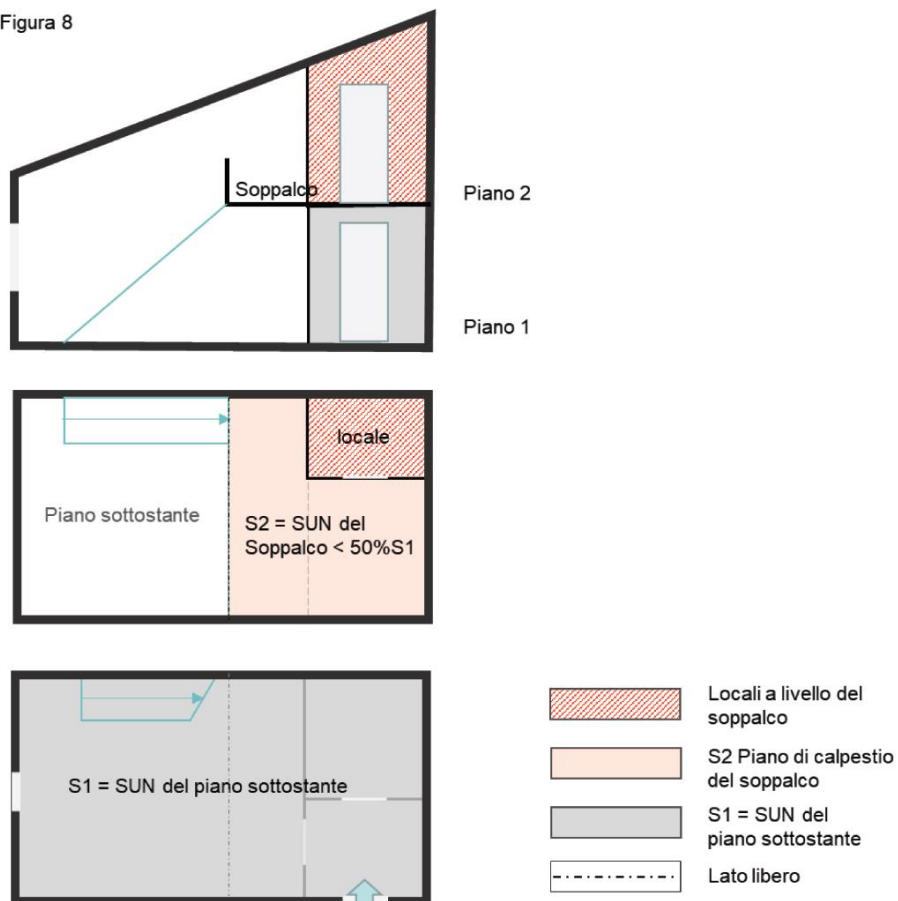 Figura 8
Soppalco
Piano 2
Piano 1
locale
Piano sottostante
S2 = SUN del
Soppalco < 50%S1
S1 = SUN del piano sottostante
Locali a livello del
soppalco
S2 Piano di calpestio
del soppalco
S1 = SUN del
piano sottostante
Lato libero